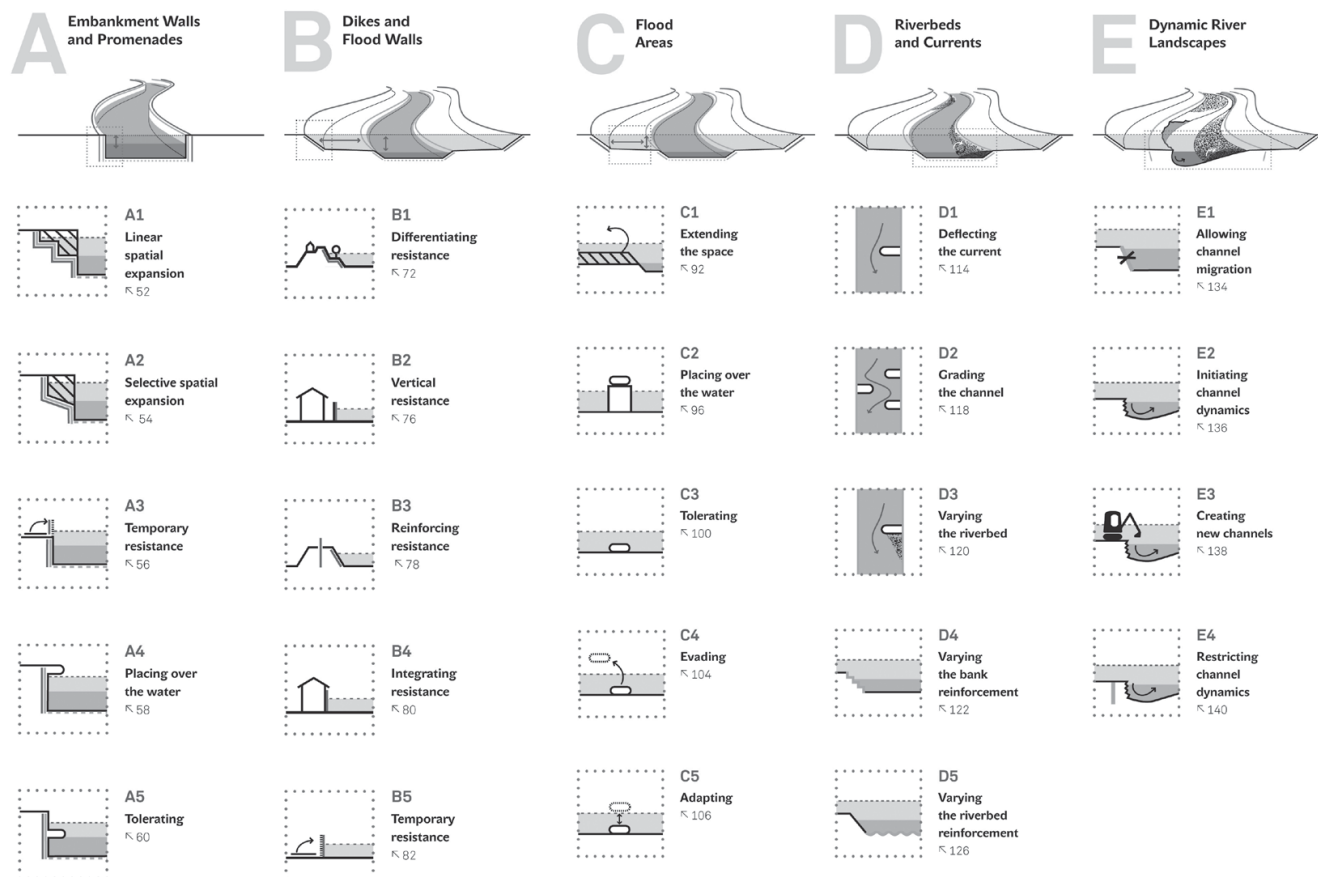 A
Embankment Walls
and Promenades
A1
Linear
spatial
expansion
↖ 52
A2
Selective spatial
expansion
↖ 54
A3
Temporary
resistance
↖ 56
A4
Placing over
the water
↖ 58
A5
Tolerating
↖ 60
B
Dikes and
Flood Walls
B1
Differentiating
resistance
↖ 72
B2
Vertical
resistance
↖ 76
B3
Reinforcing
resistance
↖ 78
B4
Integrating
resistance
↖ 80
B5
Temporary
resistance
↖ 82
C
Flood
Areas
C1
Extending
the space
↖ 92
C2
Placing over
the water
↖ 96
C3
Tolerating
↖ 100
C4
Evading
↖ 104
C5
Adapting
↖ 106
D
Riverbeds
and Currents
D1
Deflecting
the current
↖ 114
D2
Grading
the channel
↖ 118
D3
Varying
the riverbed
↖ 120
D4
Varying
the bank
reinforcement
↖ 122
D5
Varying
the riverbed
reinforcement
↖ 126
E
Dynamic River
Landscapes
E1
Allowing
channel
migration
↖ 134
E2
Initiating
channel
dynamics
↖ 136
E3
Creating
new channels
↖ 138
E4
Restricting
channel
dynamics
↖ 140